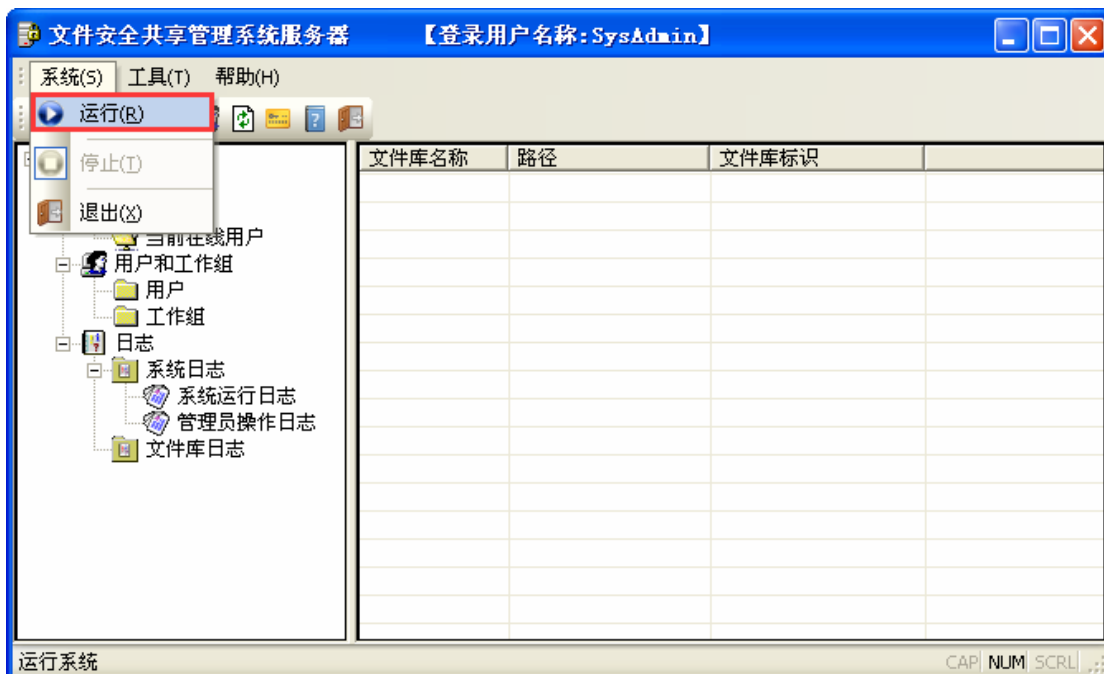 文件安全共享管理系统服务器 【登录用户名称:SysAdmin】
系统(S) 工具(T) 帮助(H)
运行(R)
停止(T)
退出(X)
文件库名称 路径 文件库标识
当前在线用户
用户和工作组
用户
工作组
日志
系统日志
系统运行日志
管理员操作日志
文件库日志
运行系统 CAP NUM SCRL